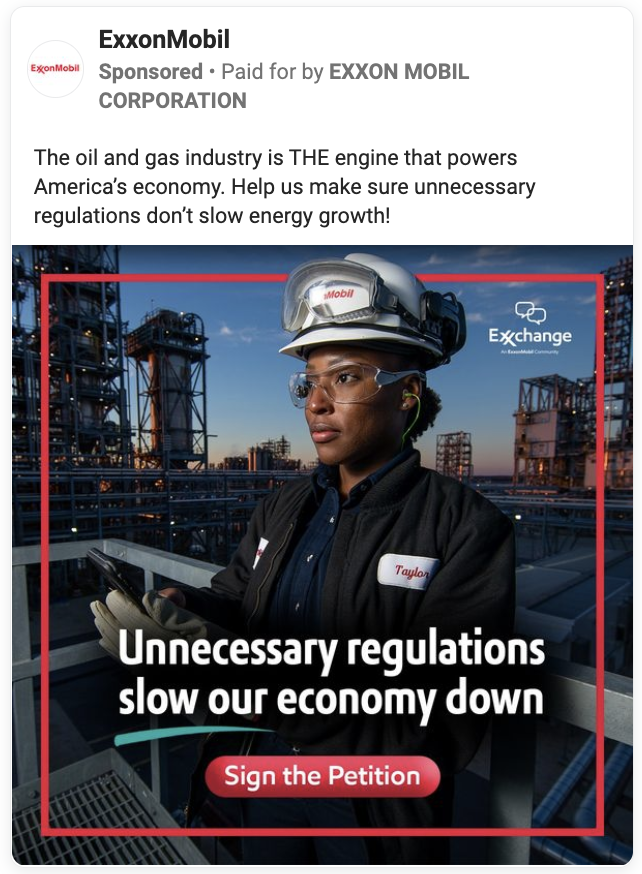 ExxonMobil
ExxonMobil
Sponsored • Paid for by EXXON MOBIL
CORPORATION
The oil and gas industry is THE engine that powers
America’s economy. Help us make sure unnecessary
regulations don’t slow energy growth!
Mobil
Exxchange
An ExxonMobil Community
Taylor
Unnecessary regulations
slow our economy down
Sign the Petition